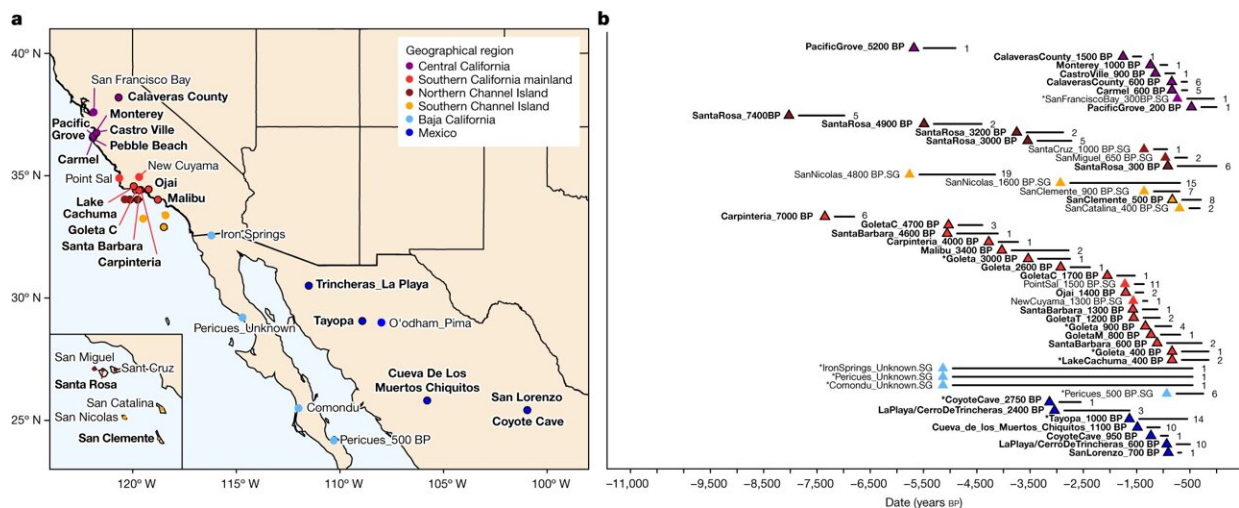 a
40° N
35° N
30° N
25° N
120° W
115° W
110° W
105° W
100° W
Geographical region
Central California
Southern California mainland
Northern Channel Island
Southern Channel Island
Baja California
Mexico
San Francisco Bay
Calaveras County
Monterey
Pacific
Grove
Castro Ville
Pebble Beach
Carmel
New Cuyama
Point Sal
Ojai
Lake
Cachuma
Malibu
Goleta C
Santa Barbara
Carpinteria
Iron Springs
Trincheras_La Playa
Pericues_Unknown
Tayopa
O'odham_Pima
Cueva De Los
Muertos Chiquitos
San Lorenzo
Coyote Cave
Comondu
Pericues_500 BP
San Miguel
Sant Cruz
Santa Rosa
San Catalina
San Nicolas
San Clemente
b
PacificGrove_5200 BP 1
CalaverasCounty_1500 BP 1
Monterey_1000 BP 1
CastroVille_900 BP 1
CalaverasCounty_600 BP 6
Carmel_600 BP 5
*SanFranciscoBay_300BP.SG 1
PacificGrove_200 BP 1
SantaRosa_7400BP 5
SantaRosa_4900 BP 2
SantaRosa_3200 BP 2
SantaRosa_3000 BP 5
SantaCruz_1000 BP.SG 1
SanMiguel_650 BP.SG 2
SantaRosa_300 BP 6
SanNicolas_4800 BP.SG 19
SanNicolas_1600 BP.SG 15
SanClemente_900 BP.SG 7
SanClemente_500 BP 8
SanCatalina_400 BP.SG 2
Carpinteria_7000 BP 6
GoletaC_4700 BP 3
SantaBarbara_4600 BP 1
Carpinteria_4000 BP 1
Malibu_3400 BP 2
*Goleta_3000 BP 1
Goleta_2600 BP 1
GoletaC_1700 BP 1
PointSal_1500 BP.SG 11
Ojai_1400 BP 2
NewCuyama_1300 BP.SG 1
SantaBarbara_1300 BP 1
GoletaT_1200 BP 2
*Goleta_900 BP 4
GoletaM_800 BP 1
SantaBarbara_600 BP 2
*Goleta_400 BP 1
*LakeCachuma_400 BP 2
*IronSprings_Unknown.SG 1
*Pericues_Unknown.SG 1
*Comondu_Unknown.SG 1
*Pericues_500 BP.SG 6
*CoyoteCave_2750 BP 1
LaPlaya/CerroDeTrincheras_2400 BP 3
*Tayopa_1000 BP 14
Cueva_de_los_Muertos_Chiquitos_1100 BP 10
CoyoteCave_950 BP 1
LaPlaya/CerroDeTrincheras_600 BP 10
SanLorenzo_700 BP 1
−11,000
−9,500
−8,500
−7,500
−6,500
−5,500
−4,500
−3,500
−2,500
−1,500
−500
Date (years BP)